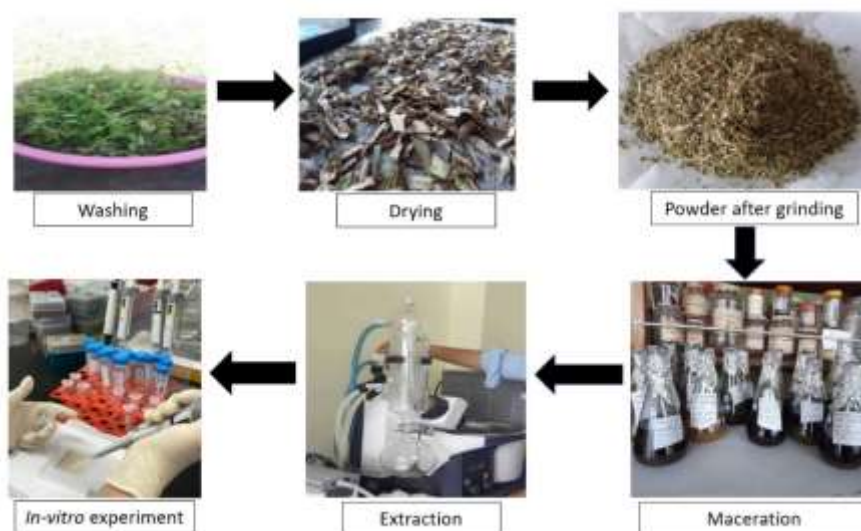 Washing
Drying
Powder after grinding
In-vitro experiment
Extraction
Maceration